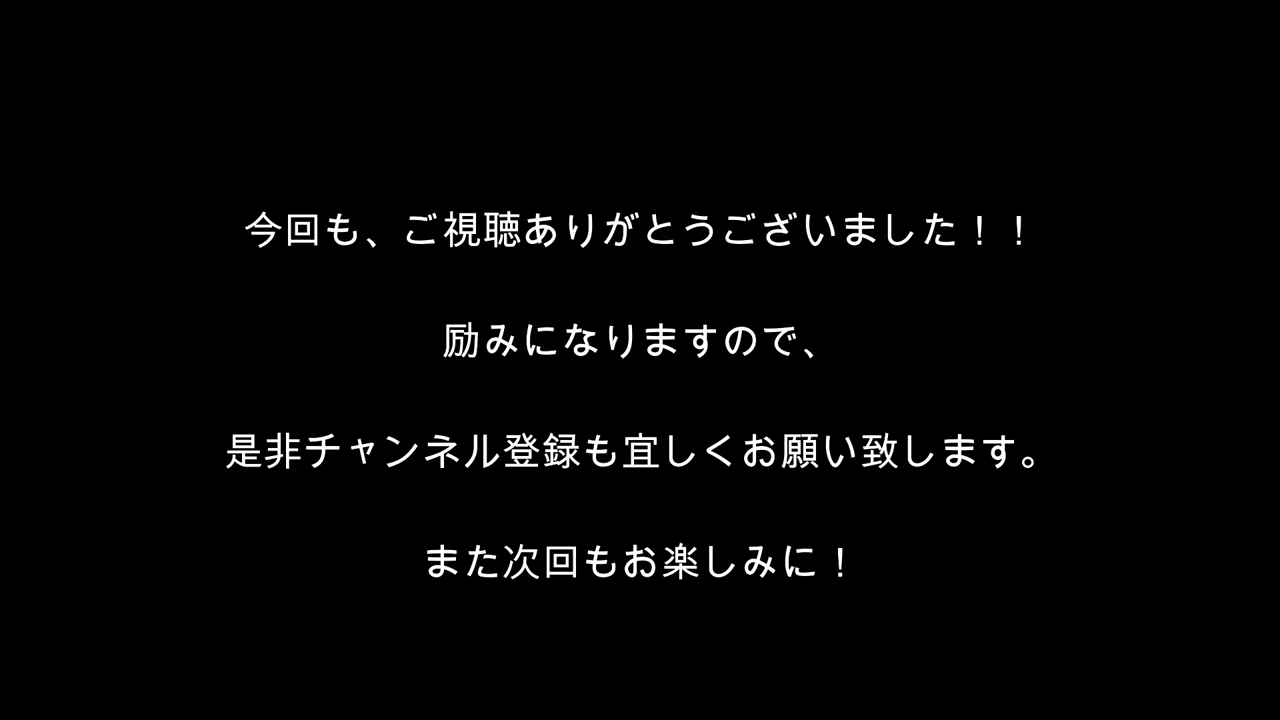 今回も、ご視聴ありがとうございました！！
励みになりますので、
是非チャンネル登録も宜しくお願い致します。
また次回もお楽しみに！